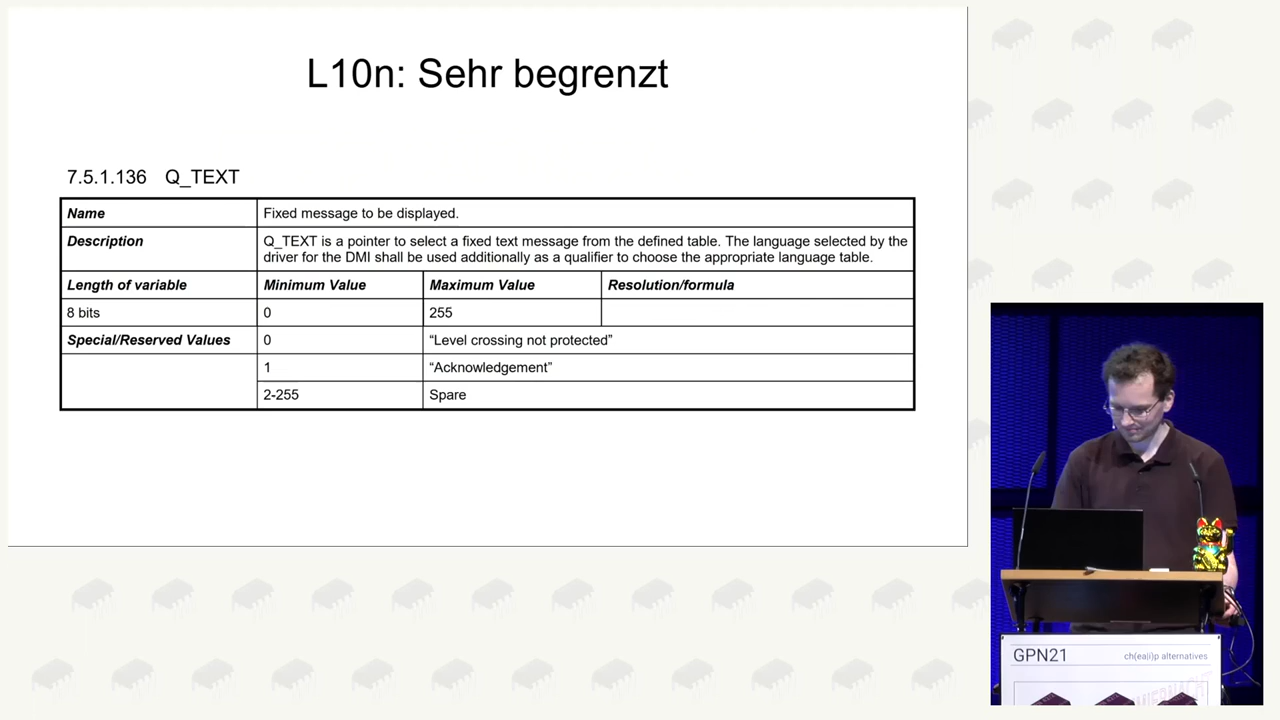 L10n: Sehr begrenzt
7.5.1.136 Q_TEXT
Name Fixed message to be displayed.
Description Q_TEXT is a pointer to select a fixed text message from the defined table. The language selected by the
driver for the DMI shall be used additionally as a qualifier to choose the appropriate language table.
Length of variable Minimum Value Maximum Value Resolution/formula
8 bits 0 255
Special/Reserved Values 0 “Level crossing not protected”
1 “Acknowledgement”
2-255 Spare
GPN21 ch(ea|i)p alternatives